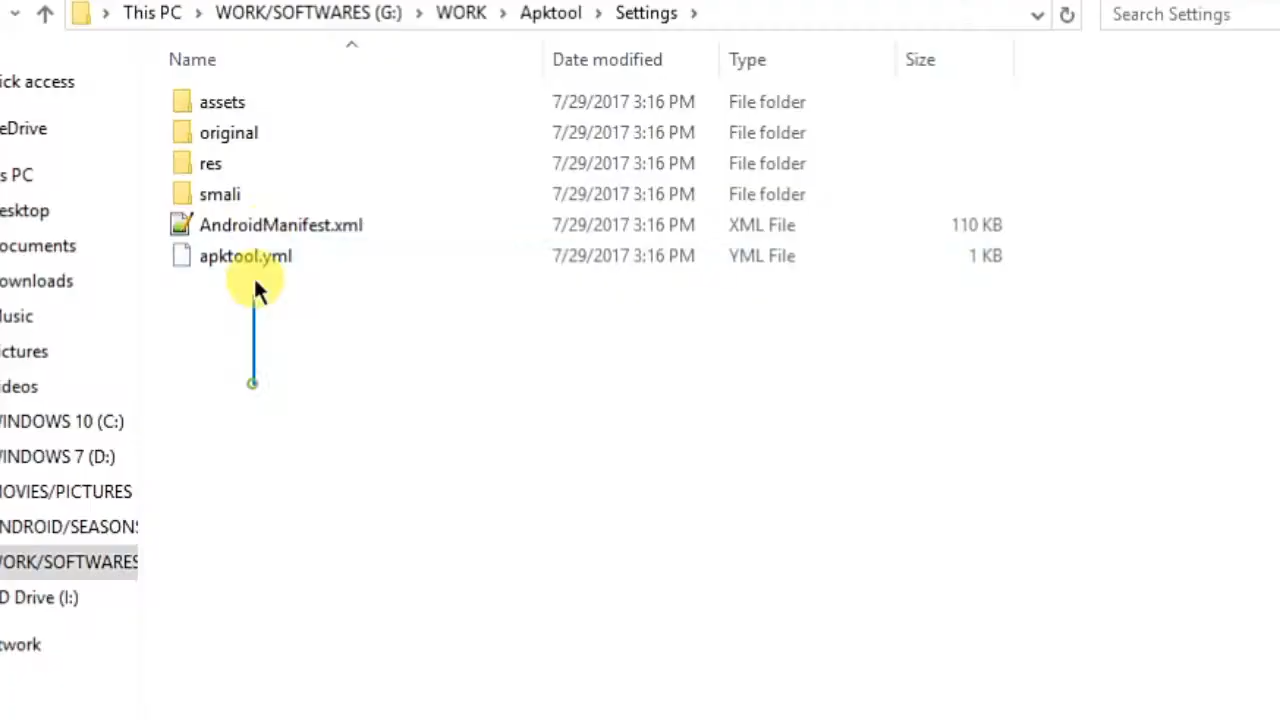 This PC > WORK/SOFTWARES (G:) > WORK > Apktool > Settings >
Search Settings
Name Date modified Type Size
ick access
eDrive
s PC
esktop
ocuments
ownloads
usic
ictures
ideos
INDOWS 10 (C:)
INDOWS 7 (D:)
OVIES/PICTURES
NDROID/SEASONS
ORK/SOFTWARES
D Drive (I:)
twork
assets 7/29/2017 3:16 PM File folder
original 7/29/2017 3:16 PM File folder
res 7/29/2017 3:16 PM File folder
smali 7/29/2017 3:16 PM File folder
AndroidManifest.xml 7/29/2017 3:16 PM XML File 110 KB
apktool.yml 7/29/2017 3:16 PM YML File 1 KB